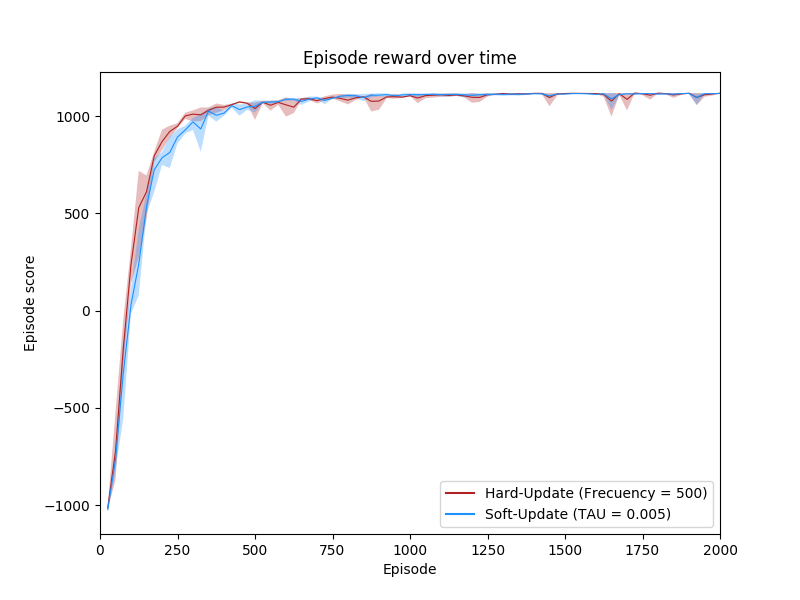 Episode reward over time
Episode score
1000
500
0
−500
−1000
0 250 500 750 1000 1250 1500 1750 2000
Episode
Hard-Update (Frecuency = 500)
Soft-Update (TAU = 0.005)